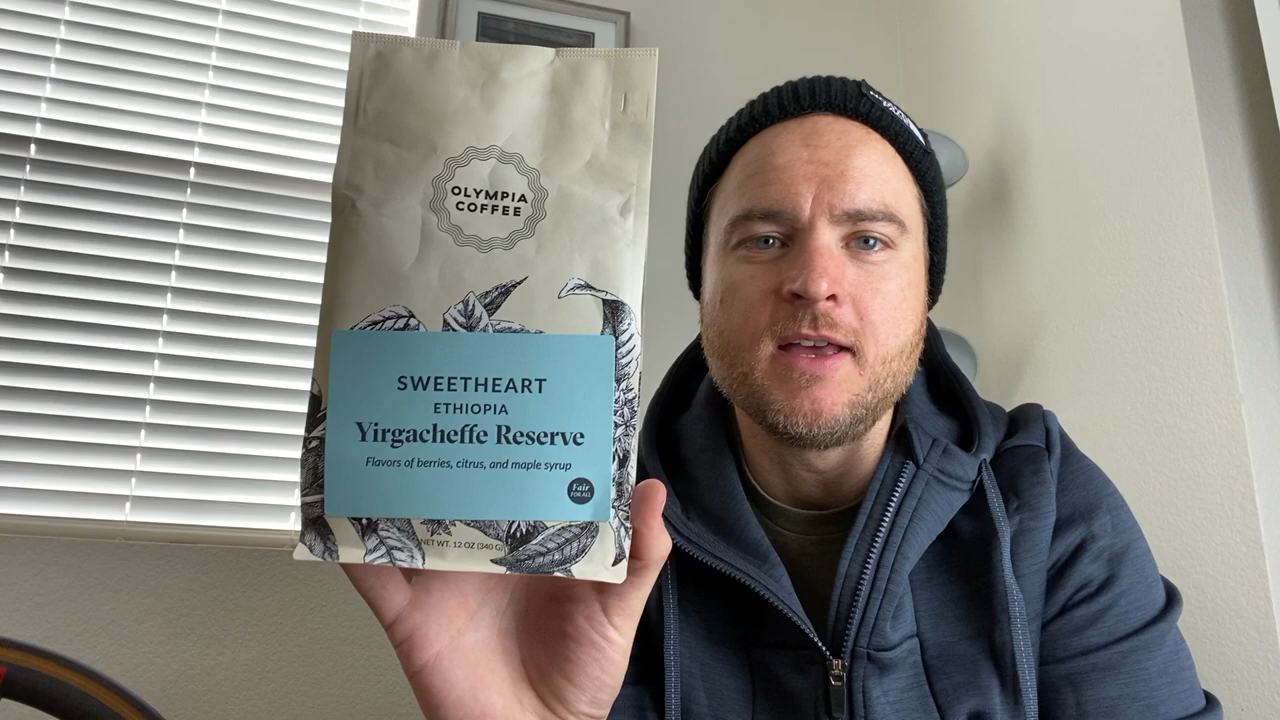 OLYMPIA
COFFEE
SWEETHEART
ETHIOPIA
Yirgacheffe Reserve
Flavors of berries, citrus, and maple syrup
Fair
FOR ALL
NET WT. 12 OZ (340 G)